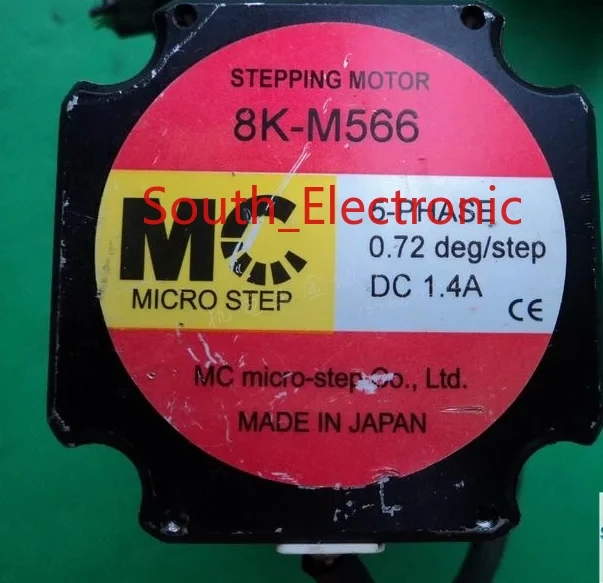 STEPPING MOTOR
8K-M566
South_Electronic
5-PHASE
MC
0.72 deg/step
MICRO STEP
DC 1.4A
CE
MC micro-step Co., Ltd.
MADE IN JAPAN